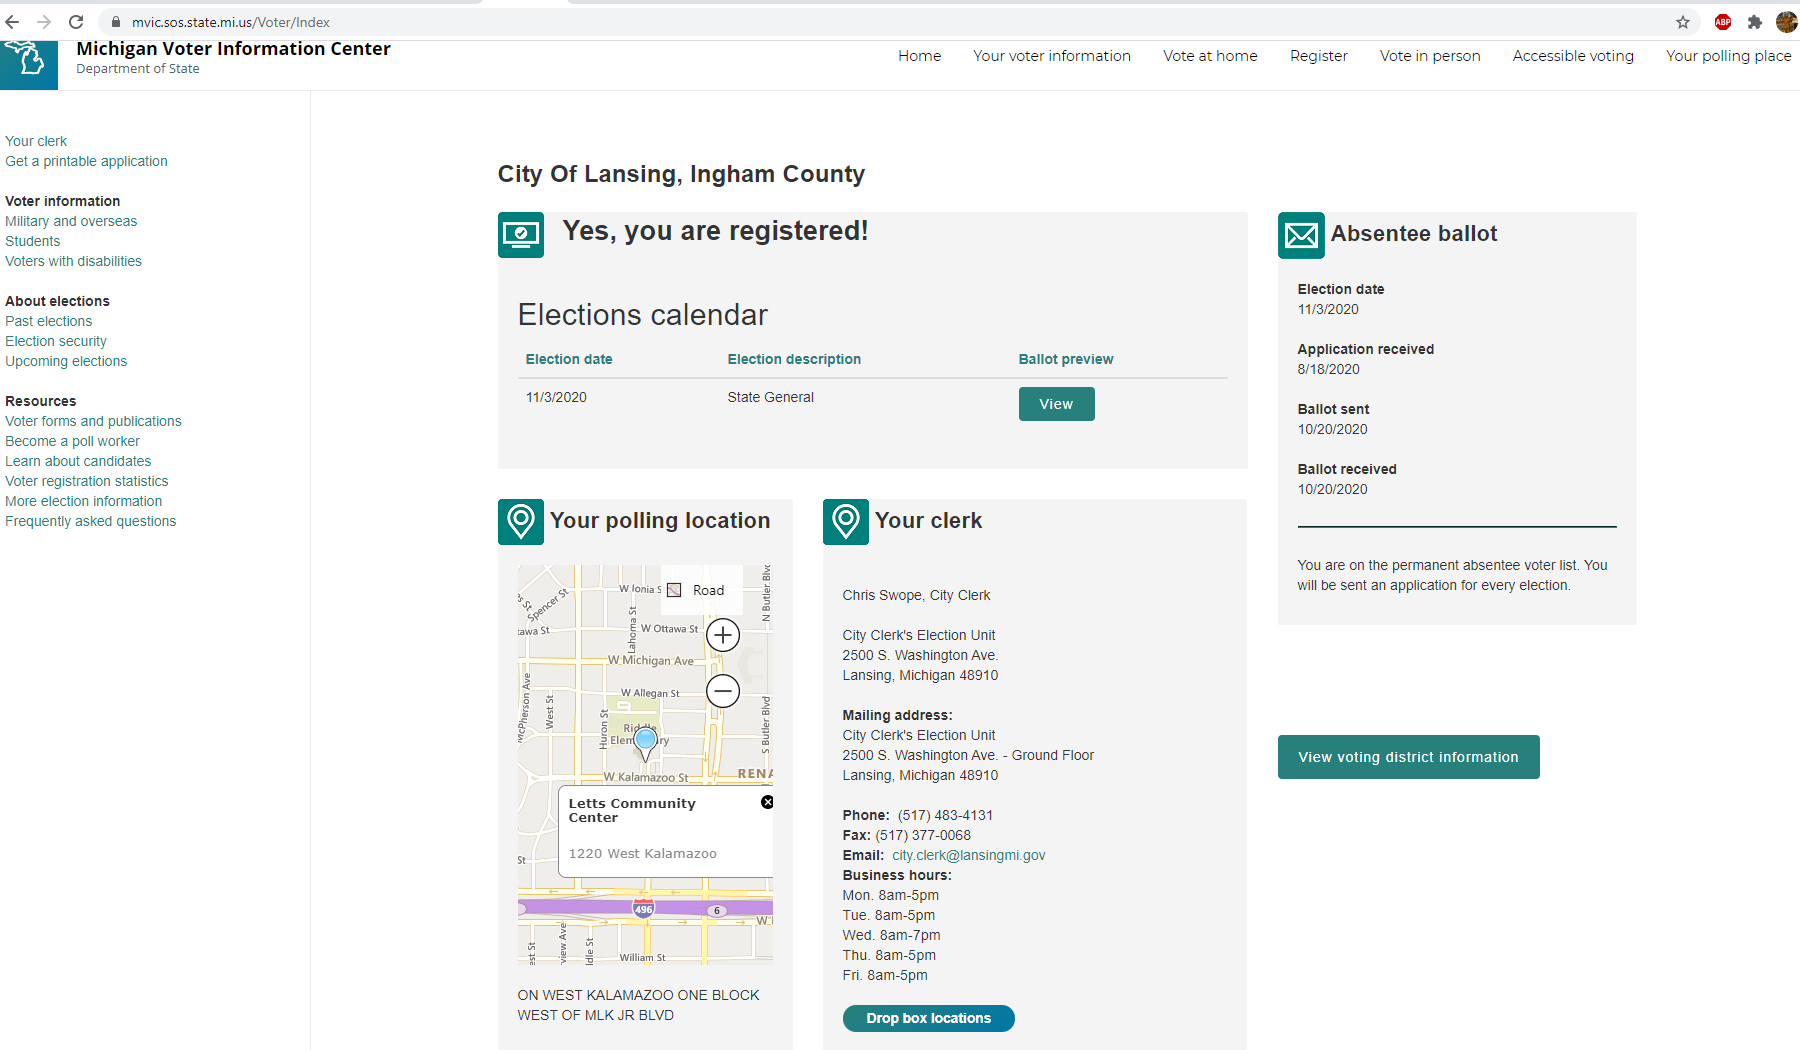 mvic.sos.state.mi.us/Voter/Index
ABP
Michigan Voter Information Center
Department of State
Home
Your voter information
Vote at home
Register
Vote in person
Accessible voting
Your polling place
Your clerk
Get a printable application
Voter information
Military and overseas
Students
Voters with disabilities
About elections
Past elections
Election security
Upcoming elections
Resources
Voter forms and publications
Become a poll worker
Learn about candidates
Voter registration statistics
More election information
Frequently asked questions
City Of Lansing, Ingham County
Yes, you are registered!
Elections calendar
Election date Election description Ballot preview
11/3/2020 State General View
Absentee ballot
Election date
11/3/2020
Application received
8/18/2020
Ballot sent
10/20/2020
Ballot received
10/20/2020
You are on the permanent absentee voter list. You
will be sent an application for every election.
View voting district information
Your polling location
Road
W Ionia S
N Butler Blvd
Spencer St
tawa St
Lahoma St
W Ottawa St
W Michigan Ave
W Allegan St
McPherson Ave
West St
Huron St
S Butler Blvd
Riddle
Elementary
W Kalamazoo St
RENA
Letts Community
Center
1220 West Kalamazoo
St
496
6
W
est St
view Ave
ldle St
William St
ON WEST KALAMAZOO ONE BLOCK
WEST OF MLK JR BLVD
Your clerk
Chris Swope, City Clerk
City Clerk's Election Unit
2500 S. Washington Ave.
Lansing, Michigan 48910
Mailing address:
City Clerk's Election Unit
2500 S. Washington Ave. - Ground Floor
Lansing, Michigan 48910
Phone: (517) 483-4131
Fax: (517) 377-0068
Email: city.clerk@lansingmi.gov
Business hours:
Mon. 8am-5pm
Tue. 8am-5pm
Wed. 8am-7pm
Thu. 8am-5pm
Fri. 8am-5pm
Drop box locations